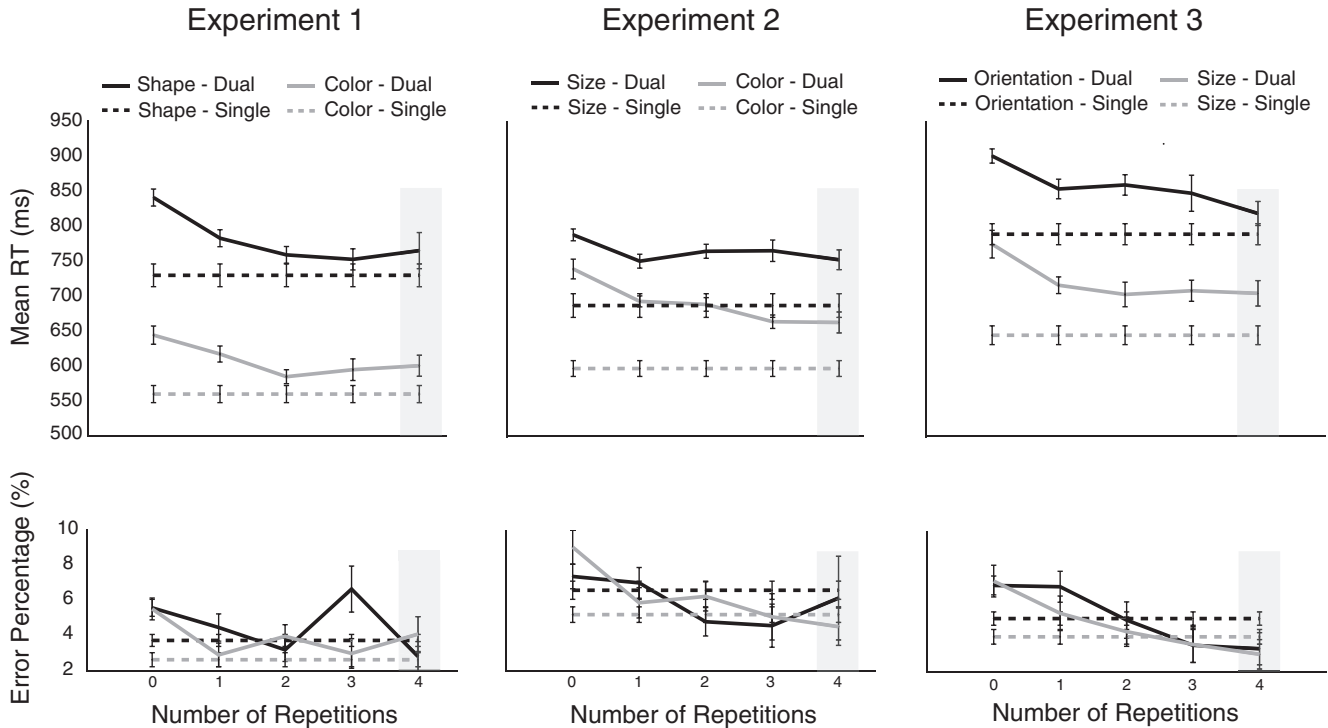 Experiment 1
Experiment 2
Experiment 3
Shape - Dual
Color - Dual
Shape - Single
Color - Single
Size - Dual
Color - Dual
Size - Single
Color - Single
Orientation - Dual
Size - Dual
Orientation - Single
Size - Single
Mean RT (ms)
950
900
850
800
750
700
650
600
550
500
Error Percentage (%)
10
8
6
4
2
0 1 2 3 4
0 1 2 3 4
0 1 2 3 4
Number of Repetitions
Number of Repetitions
Number of Repetitions